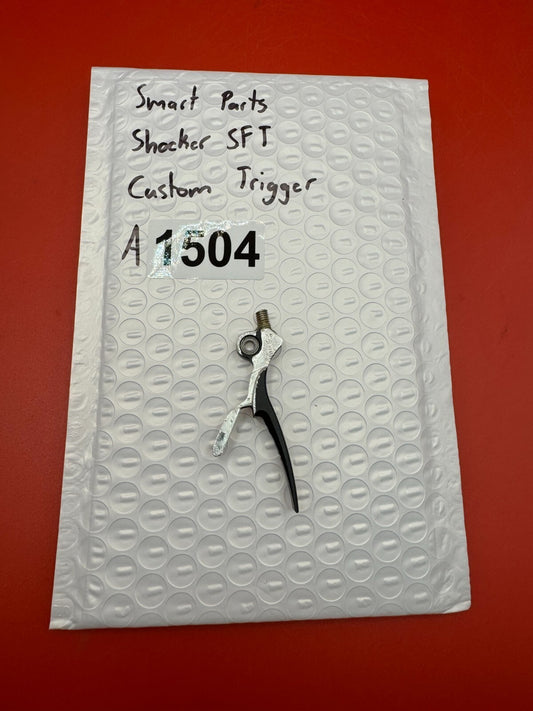 Smart Parts
Shocker SFT
Custom Trigger
A 1504